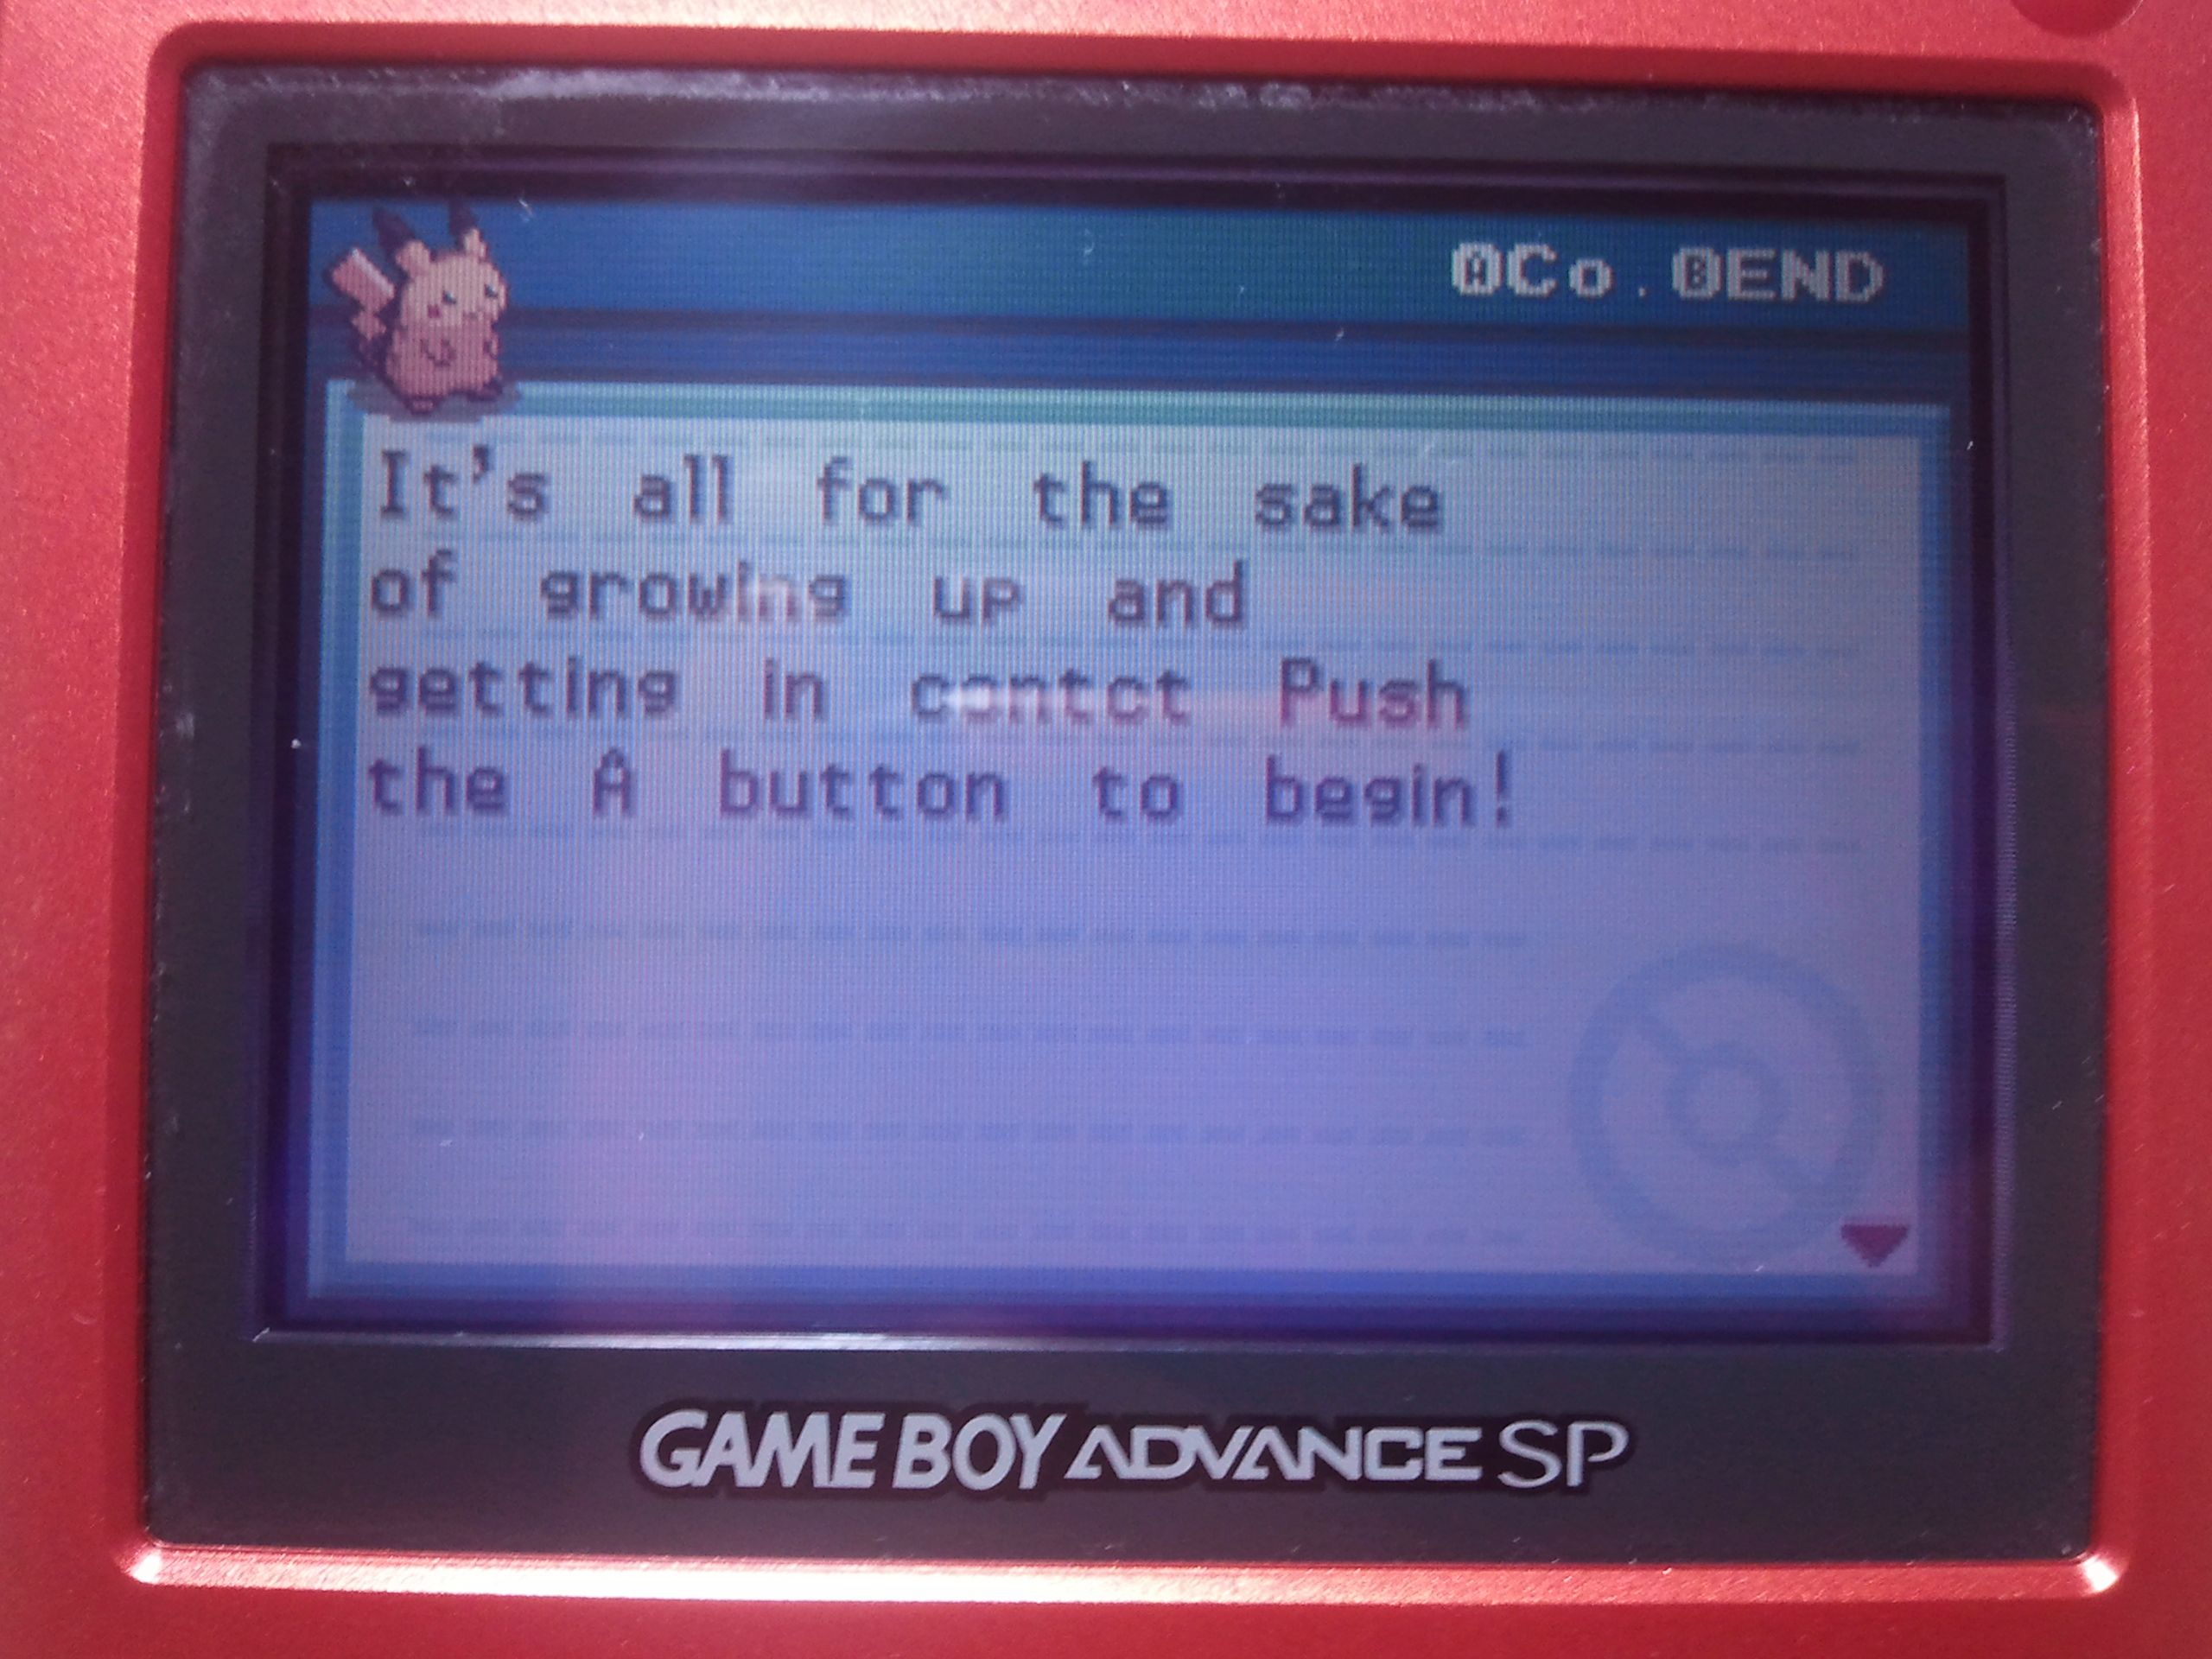 ACo. BEND
It's all for the sake
of growing up and
getting in contct Push
the A button to begin!
GAME BOY ADVANCE SP